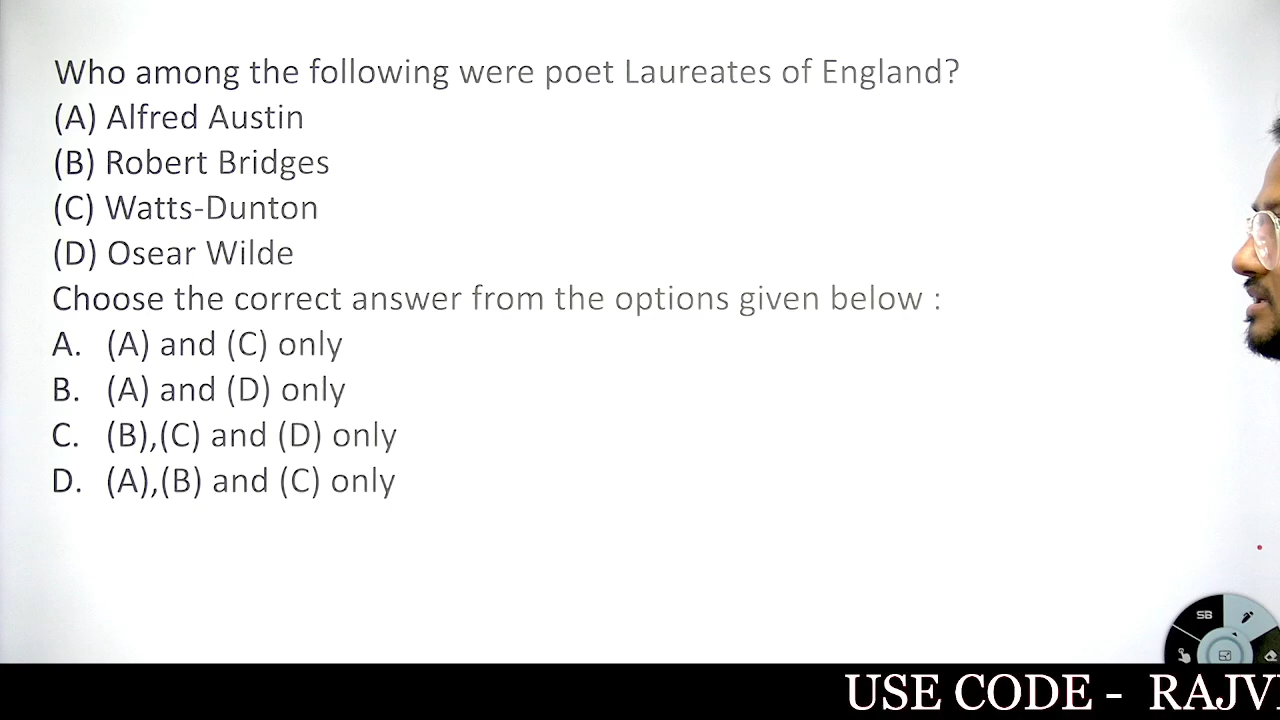 Who among the following were poet Laureates of England?
(A) Alfred Austin
(B) Robert Bridges
(C) Watts-Dunton
(D) Osear Wilde
Choose the correct answer from the options given below :
A. (A) and (C) only
B. (A) and (D) only
C. (B),(C) and (D) only
D. (A),(B) and (C) only
SB
USE CODE - RAJV